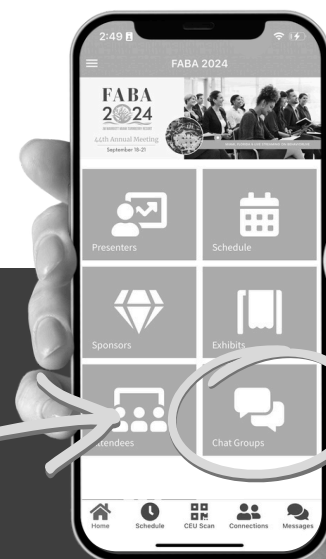 2:49
FABA 2024
FABA
2024
44th Annual Meeting
September 18-21
Presenters
Schedule
Sponsors
Exhibits
Attendees
Chat Groups
Home
Schedule
CEU Scan
Connections
Messages